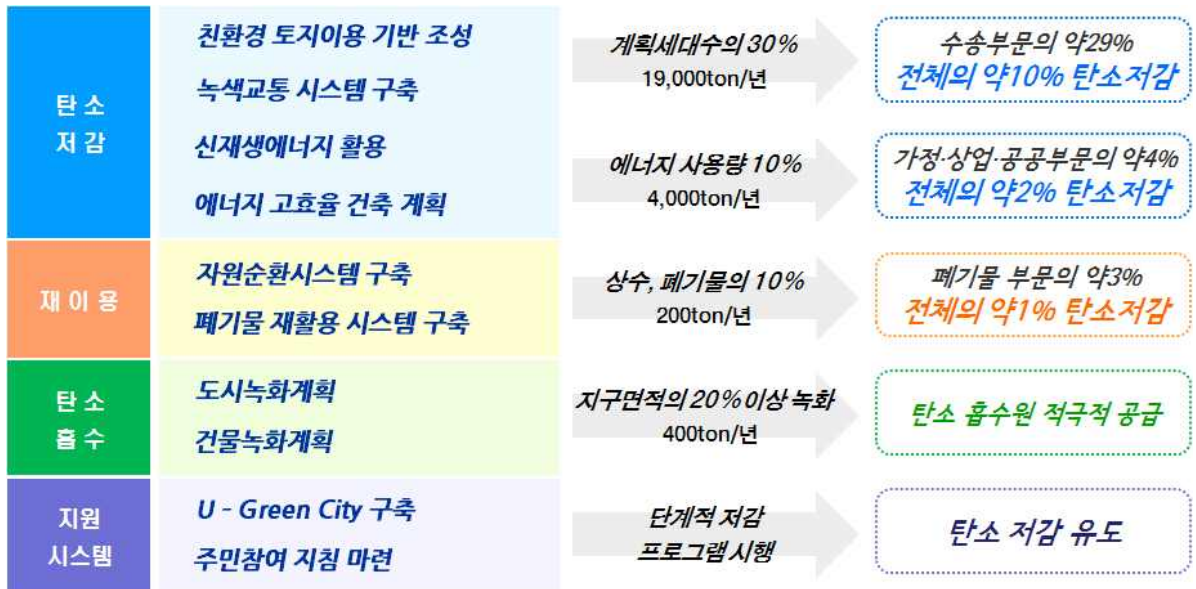 탄 소
저 감
친환경 토지이용 기반 조성
녹색교통 시스템 구축
신재생에너지 활용
에너지 고효율 건축 계획
계획세대수의 30%
19,000ton/년
수송부문의 약29%
전체의 약10% 탄소저감
에너지 사용량 10%
4,000ton/년
가정·상업·공공부문의 약4%
전체의 약2% 탄소저감
재 이 용
자원순환시스템 구축
폐기물 재활용 시스템 구축
상수, 폐기물의 10%
200ton/년
폐기물 부문의 약3%
전체의 약1% 탄소저감
탄 소
흡 수
도시녹화계획
건물녹화계획
지구면적의 20%이상 녹화
400ton/년
탄소 흡수원 적극적 공급
지원
시스템
U - Green City 구축
주민참여 지침 마련
단계적 저감
프로그램 시행
탄소 저감 유도